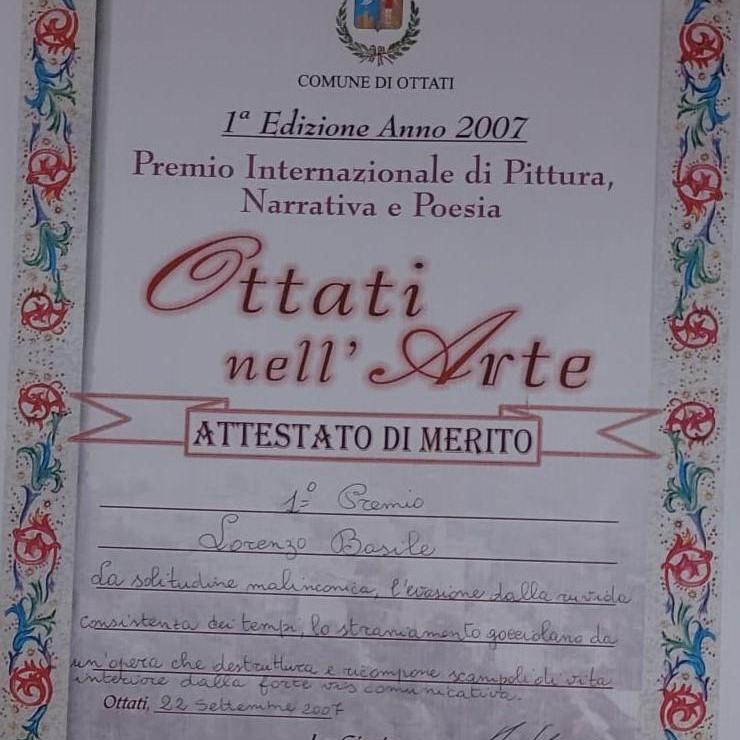 COMUNE DI OTTATI
1ª Edizione Anno 2007
Premio Internazionale di Pittura,
Narrativa e Poesia
Ottati
nell'Arte
ATTESTATO DI MERITO
1º Premio
Lorenzo Basile
La solitudine malinconica, l'evasione dalla ruvida
consistenza dei tempi, lo straniamento gocciolano da
un'opera che destruttura e ricompone scampoli di vita
interiore dalla forte vis comunicativa.
Ottati, 22 Settembre 2007